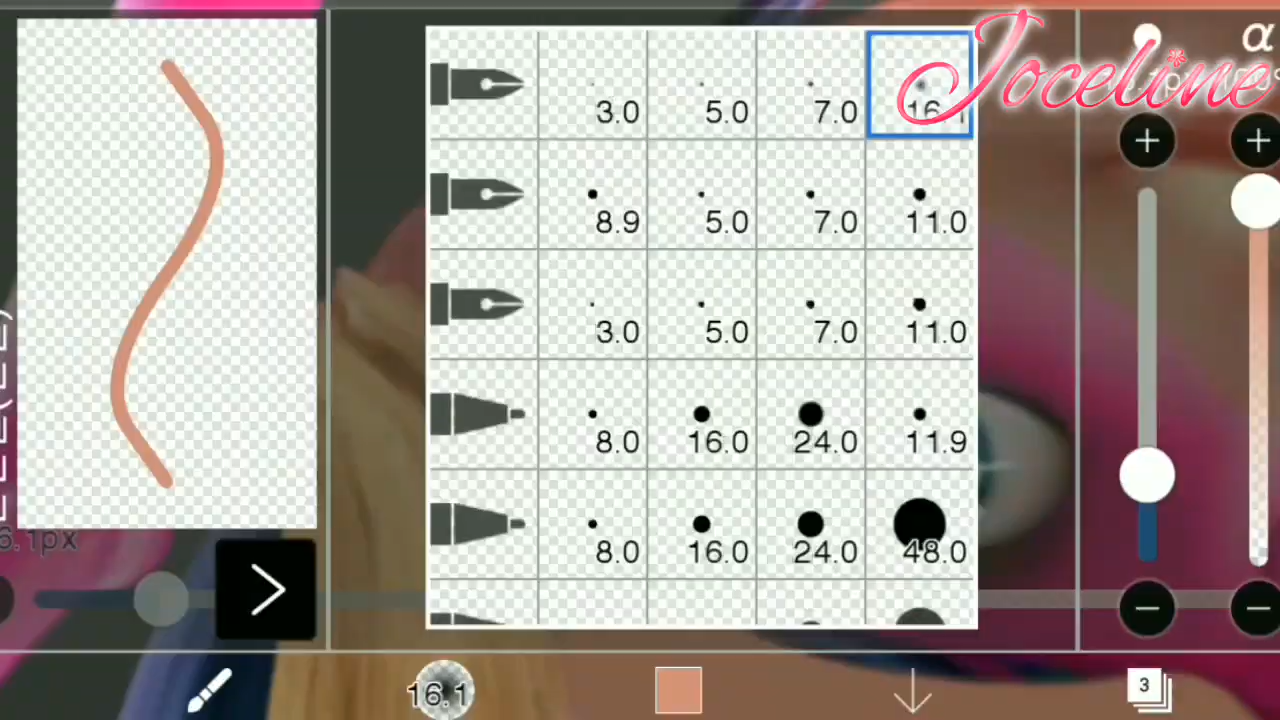 Joceline
α
3.0 5.0 7.0 16.1
8.9 5.0 7.0 11.0
3.0 5.0 7.0 11.0
8.0 16.0 24.0 11.9
8.0 16.0 24.0 48.0
6.1px
16.1
3